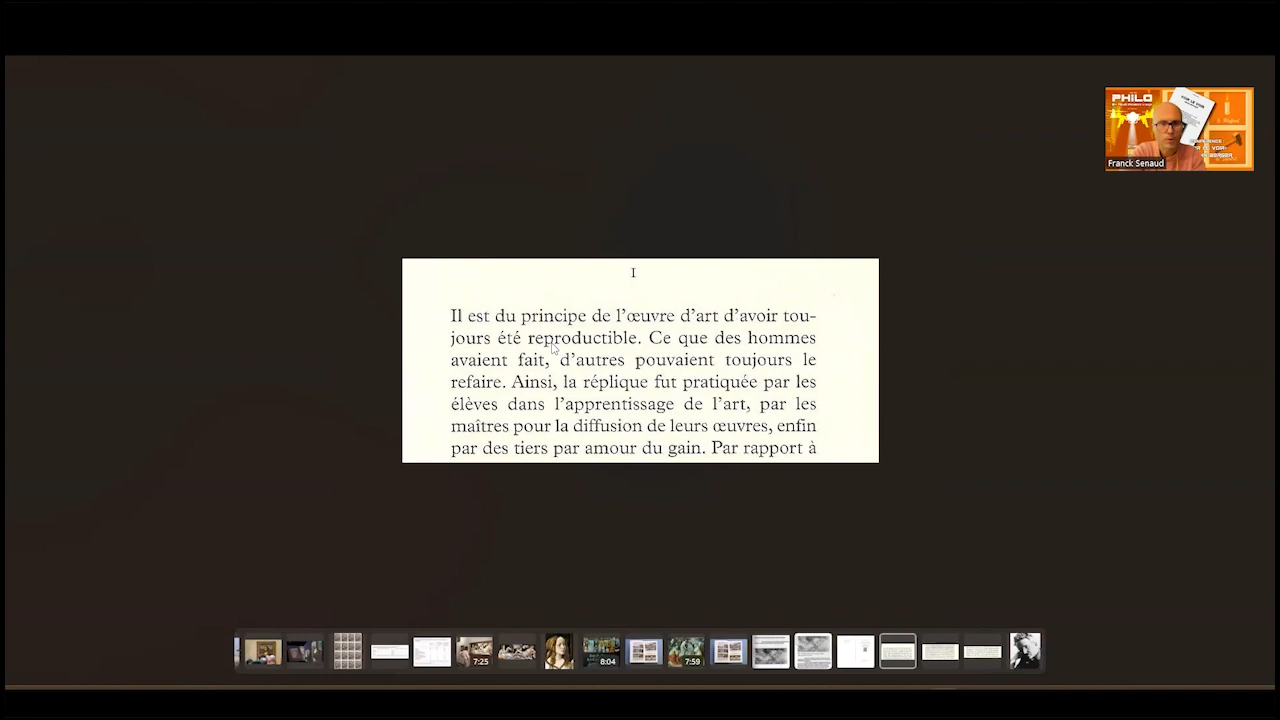 PHILO
VOIR LE VOIR
Franck Senaud
I
Il est du principe de l'œuvre d'art d'avoir tou-
jours été reproductible. Ce que des hommes
avaient fait, d'autres pouvaient toujours le
refaire. Ainsi, la réplique fut pratiquée par les
élèves dans l'apprentissage de l'art, par les
maîtres pour la diffusion de leurs œuvres, enfin
par des tiers par amour du gain. Par rapport à
7:25
8:04
7:59